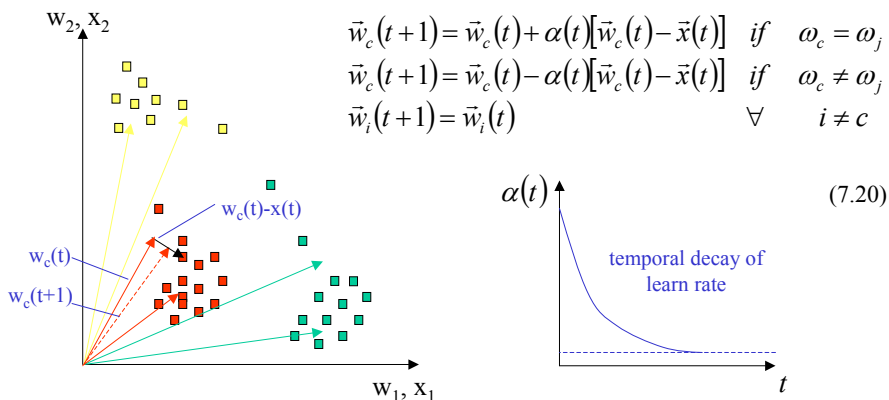 w₂, x₂
w⃗_c(t+1) = w⃗_c(t) + α(t)[w⃗_c(t) − x⃗(t)] if ω_c = ω_j
w⃗_c(t+1) = w⃗_c(t) − α(t)[w⃗_c(t) − x⃗(t)] if ω_c ≠ ω_j
w⃗_i(t+1) = w⃗_i(t) ∀ i ≠ c
α(t)
(7.20)
w_c(t)-x(t)
w_c(t)
w_c(t+1)
temporal decay of
learn rate
t
w₁, x₁